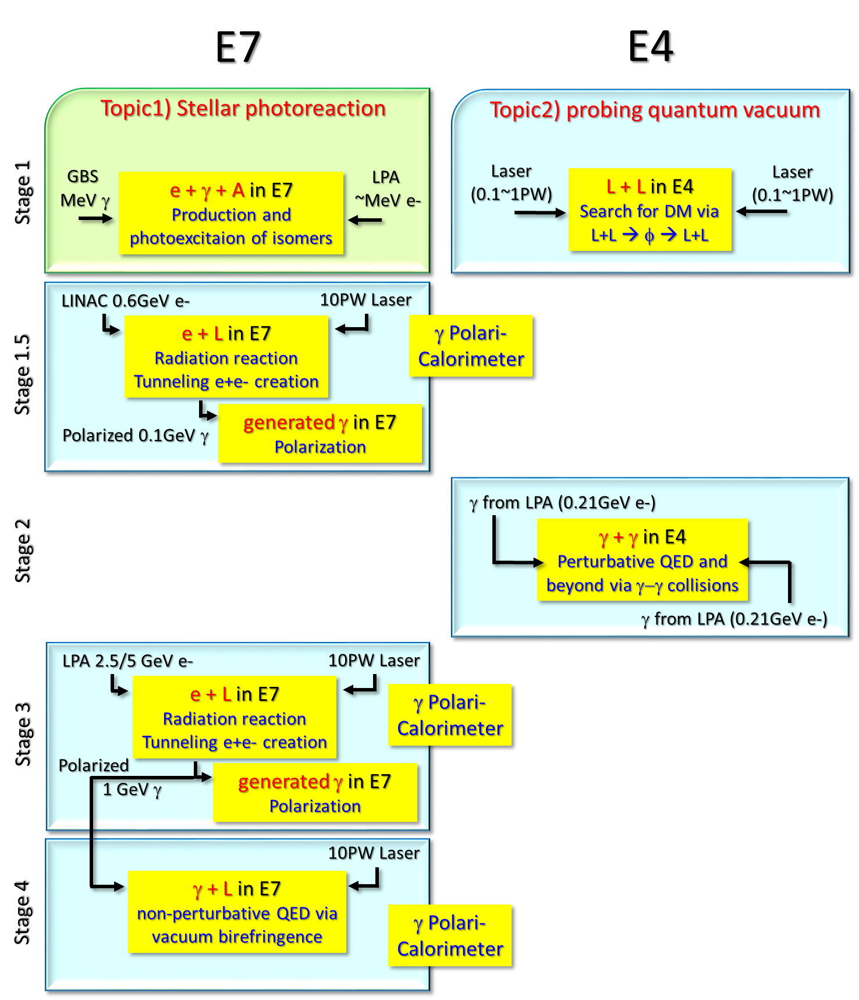 E7
E4
Stage 1
Topic1) Stellar photoreaction
GBS
MeV γ
e + γ + A in E7
Production and
photoexcitaion of isomers
LPA
~MeV e-
Topic2) probing quantum vacuum
Laser
(0.1~1PW)
L + L in E4
Search for DM via
L+L → ϕ → L+L
Laser
(0.1~1PW)
Stage 1.5
LINAC 0.6GeV e-
10PW Laser
e + L in E7
Radiation reaction
Tunneling e+e- creation
γ Polari-
Calorimeter
Polarized 0.1GeV γ
generated γ in E7
Polarization
Stage 2
γ from LPA (0.21GeV e-)
γ + γ in E4
Perturbative QED and
beyond via γ–γ collisions
γ from LPA (0.21GeV e-)
Stage 3
LPA 2.5/5 GeV e-
10PW Laser
e + L in E7
Radiation reaction
Tunneling e+e- creation
γ Polari-
Calorimeter
Polarized
1 GeV γ
generated γ in E7
Polarization
Stage 4
10PW Laser
γ + L in E7
non-perturbative QED via
vacuum birefringence
γ Polari-
Calorimeter